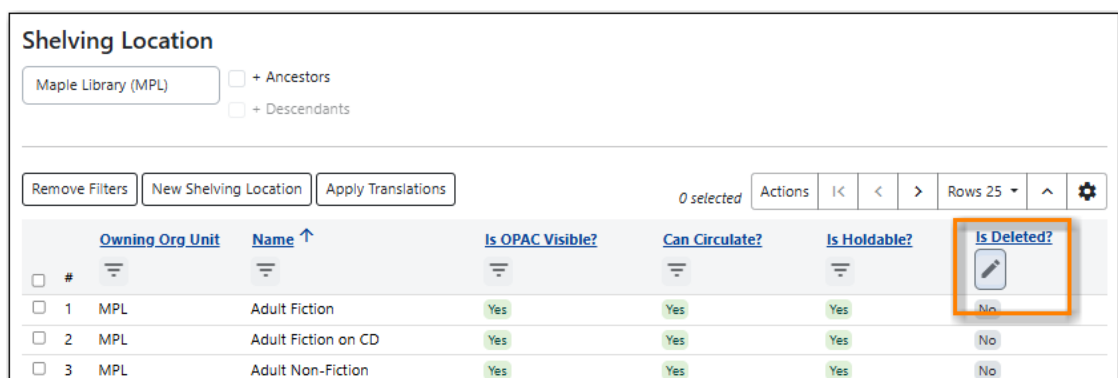 Shelving Location
Maple Library (MPL)
+ Ancestors
+ Descendants
Remove Filters New Shelving Location Apply Translations 0 selected Actions Rows 25
Owning Org Unit Name Is OPAC Visible? Can Circulate? Is Holdable? Is Deleted?
#
1 MPL Adult Fiction Yes Yes Yes No
2 MPL Adult Fiction on CD Yes Yes Yes No
3 MPL Adult Non-Fiction Yes Yes Yes No